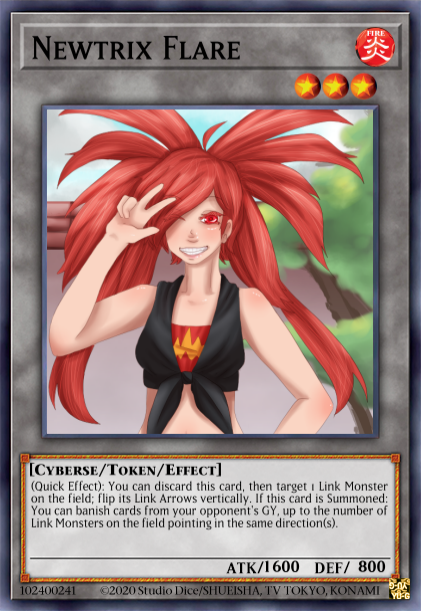 Newtrix Flare
FIRE
炎
[Cyberse/Token/Effect]
(Quick Effect): You can discard this card, then target 1 Link Monster
on the field; flip its Link Arrows vertically. If this card is Summoned:
You can banish cards from your opponent's GY, up to the number of
Link Monsters on the field pointing in the same direction(s).
ATK/1600 DEF/ 800
102400241 ©2020 Studio Dice/SHUEISHA, TV TOKYO, KONAMI